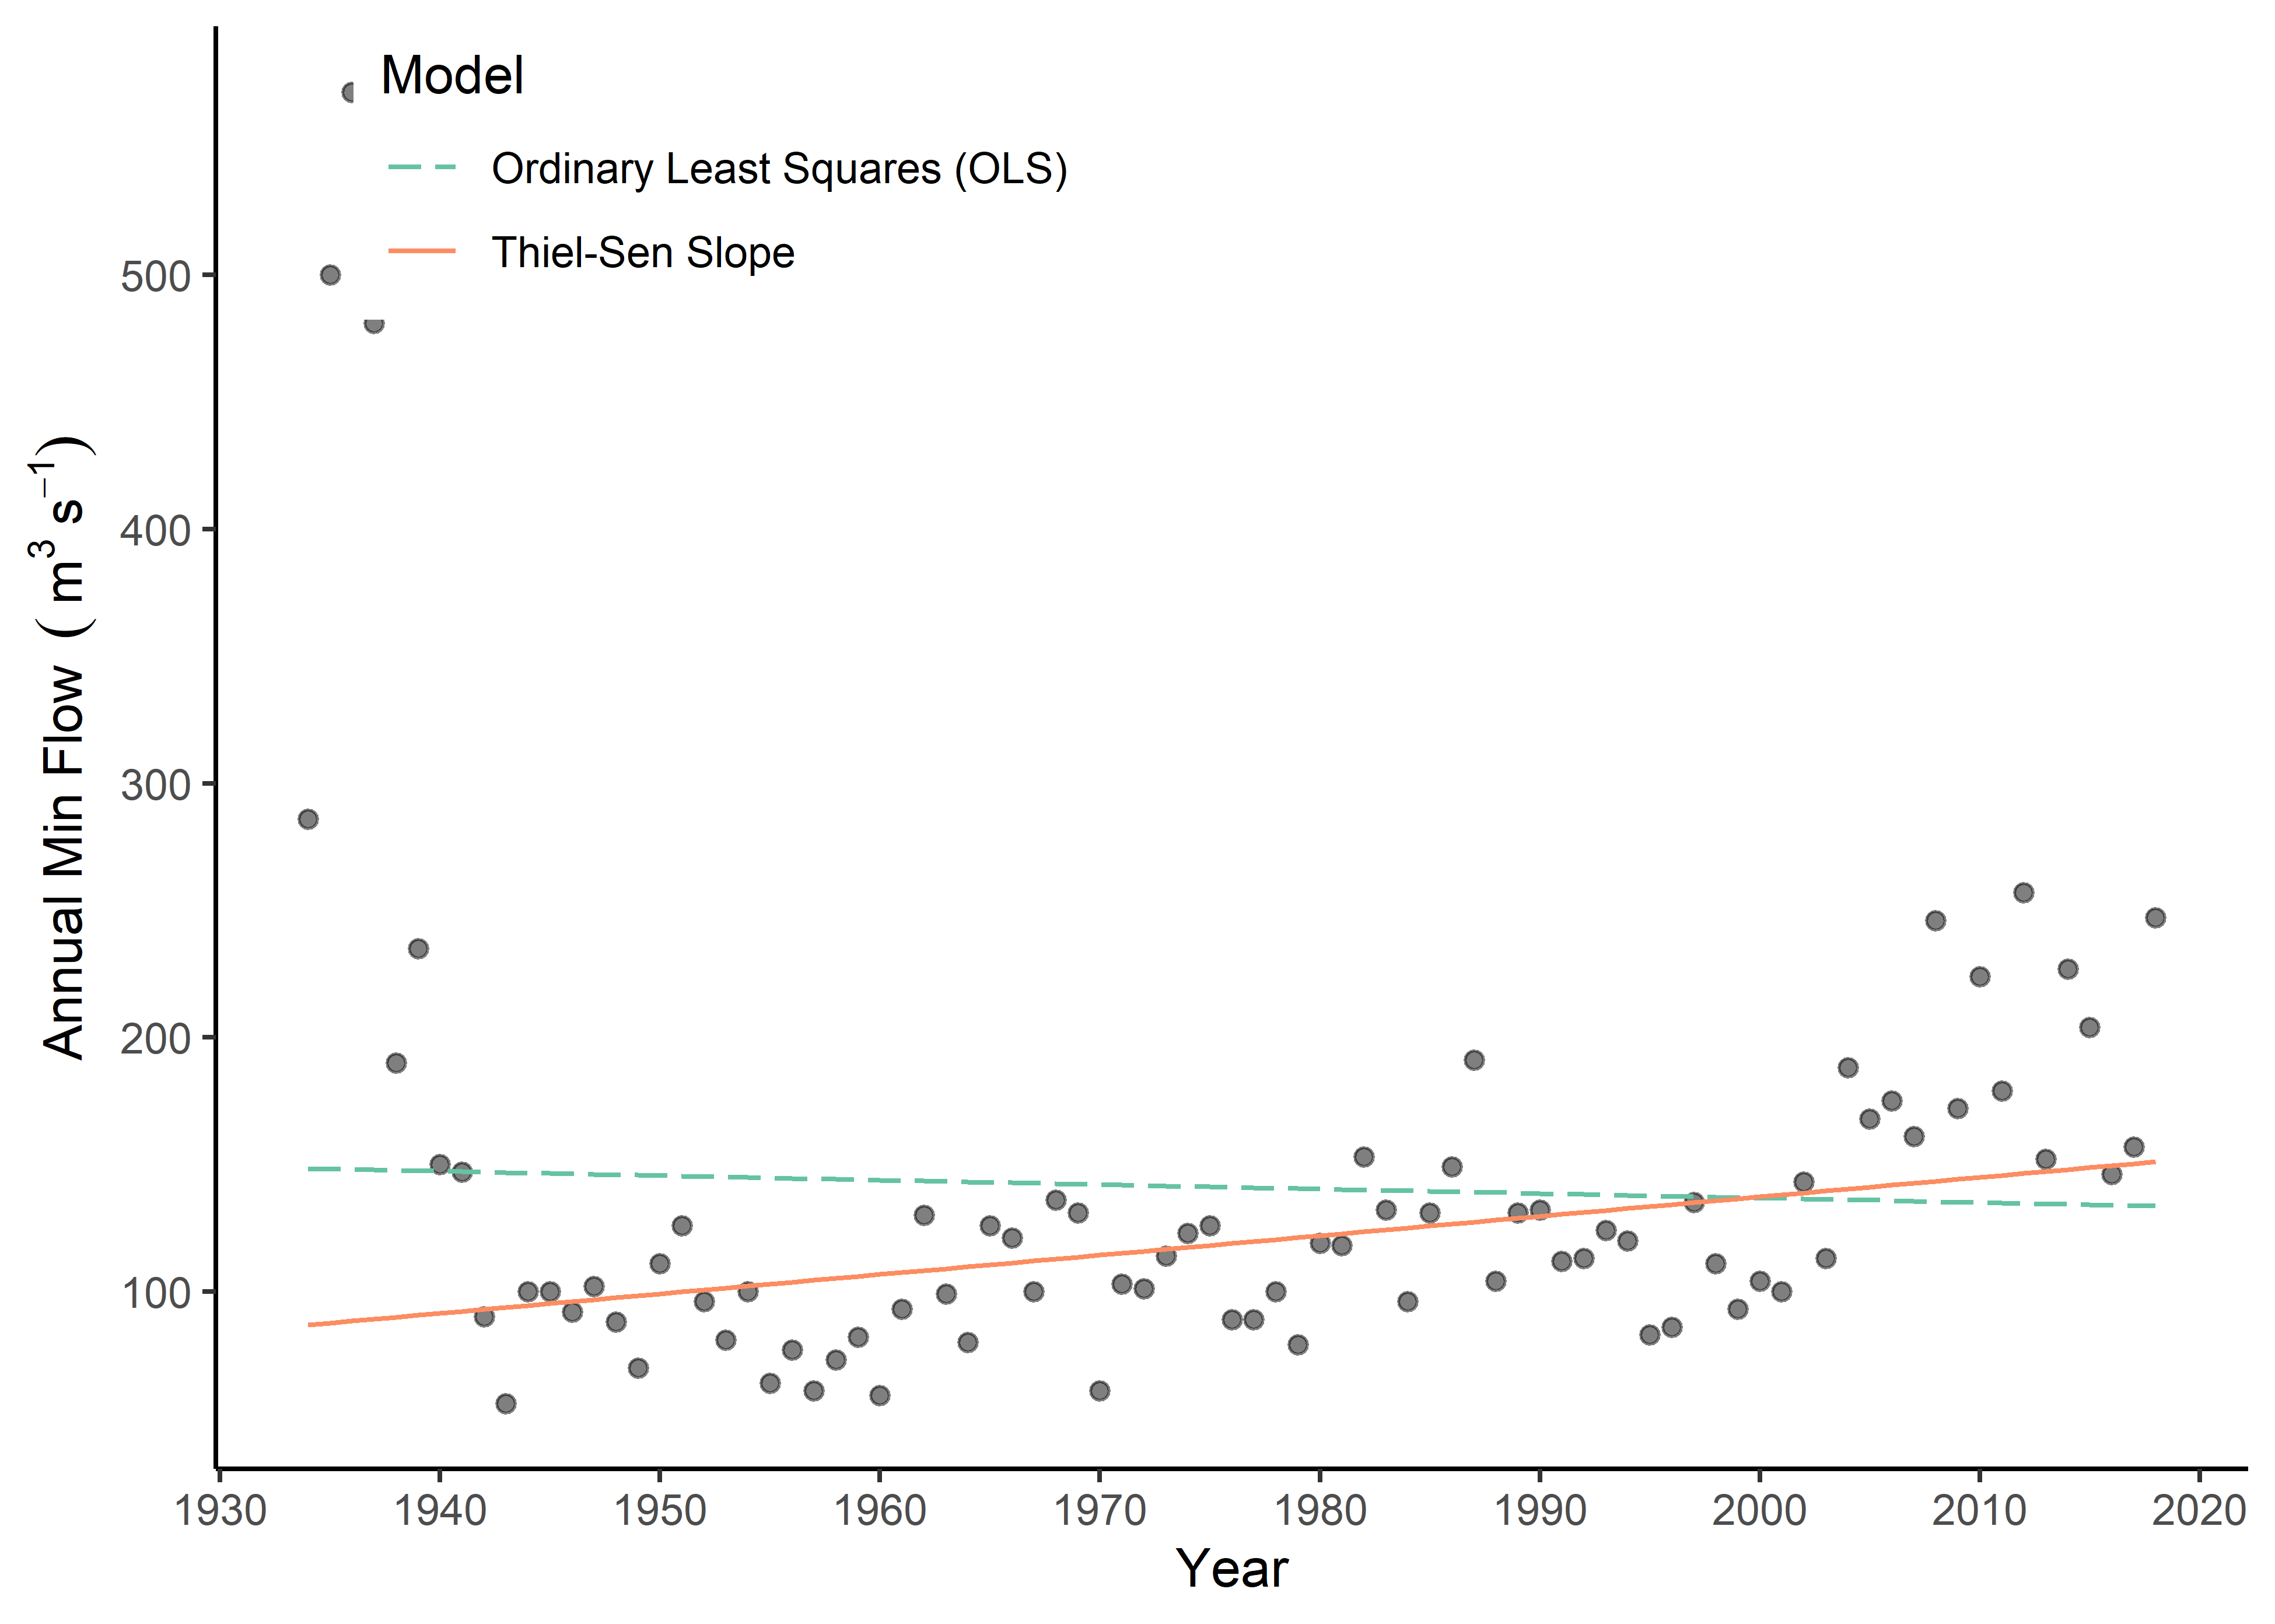 Model
Ordinary Least Squares (OLS)
Thiel-Sen Slope
Annual Min Flow ( m³ s⁻¹)
500
400
300
200
100
1930 1940 1950 1960 1970 1980 1990 2000 2010 2020
Year